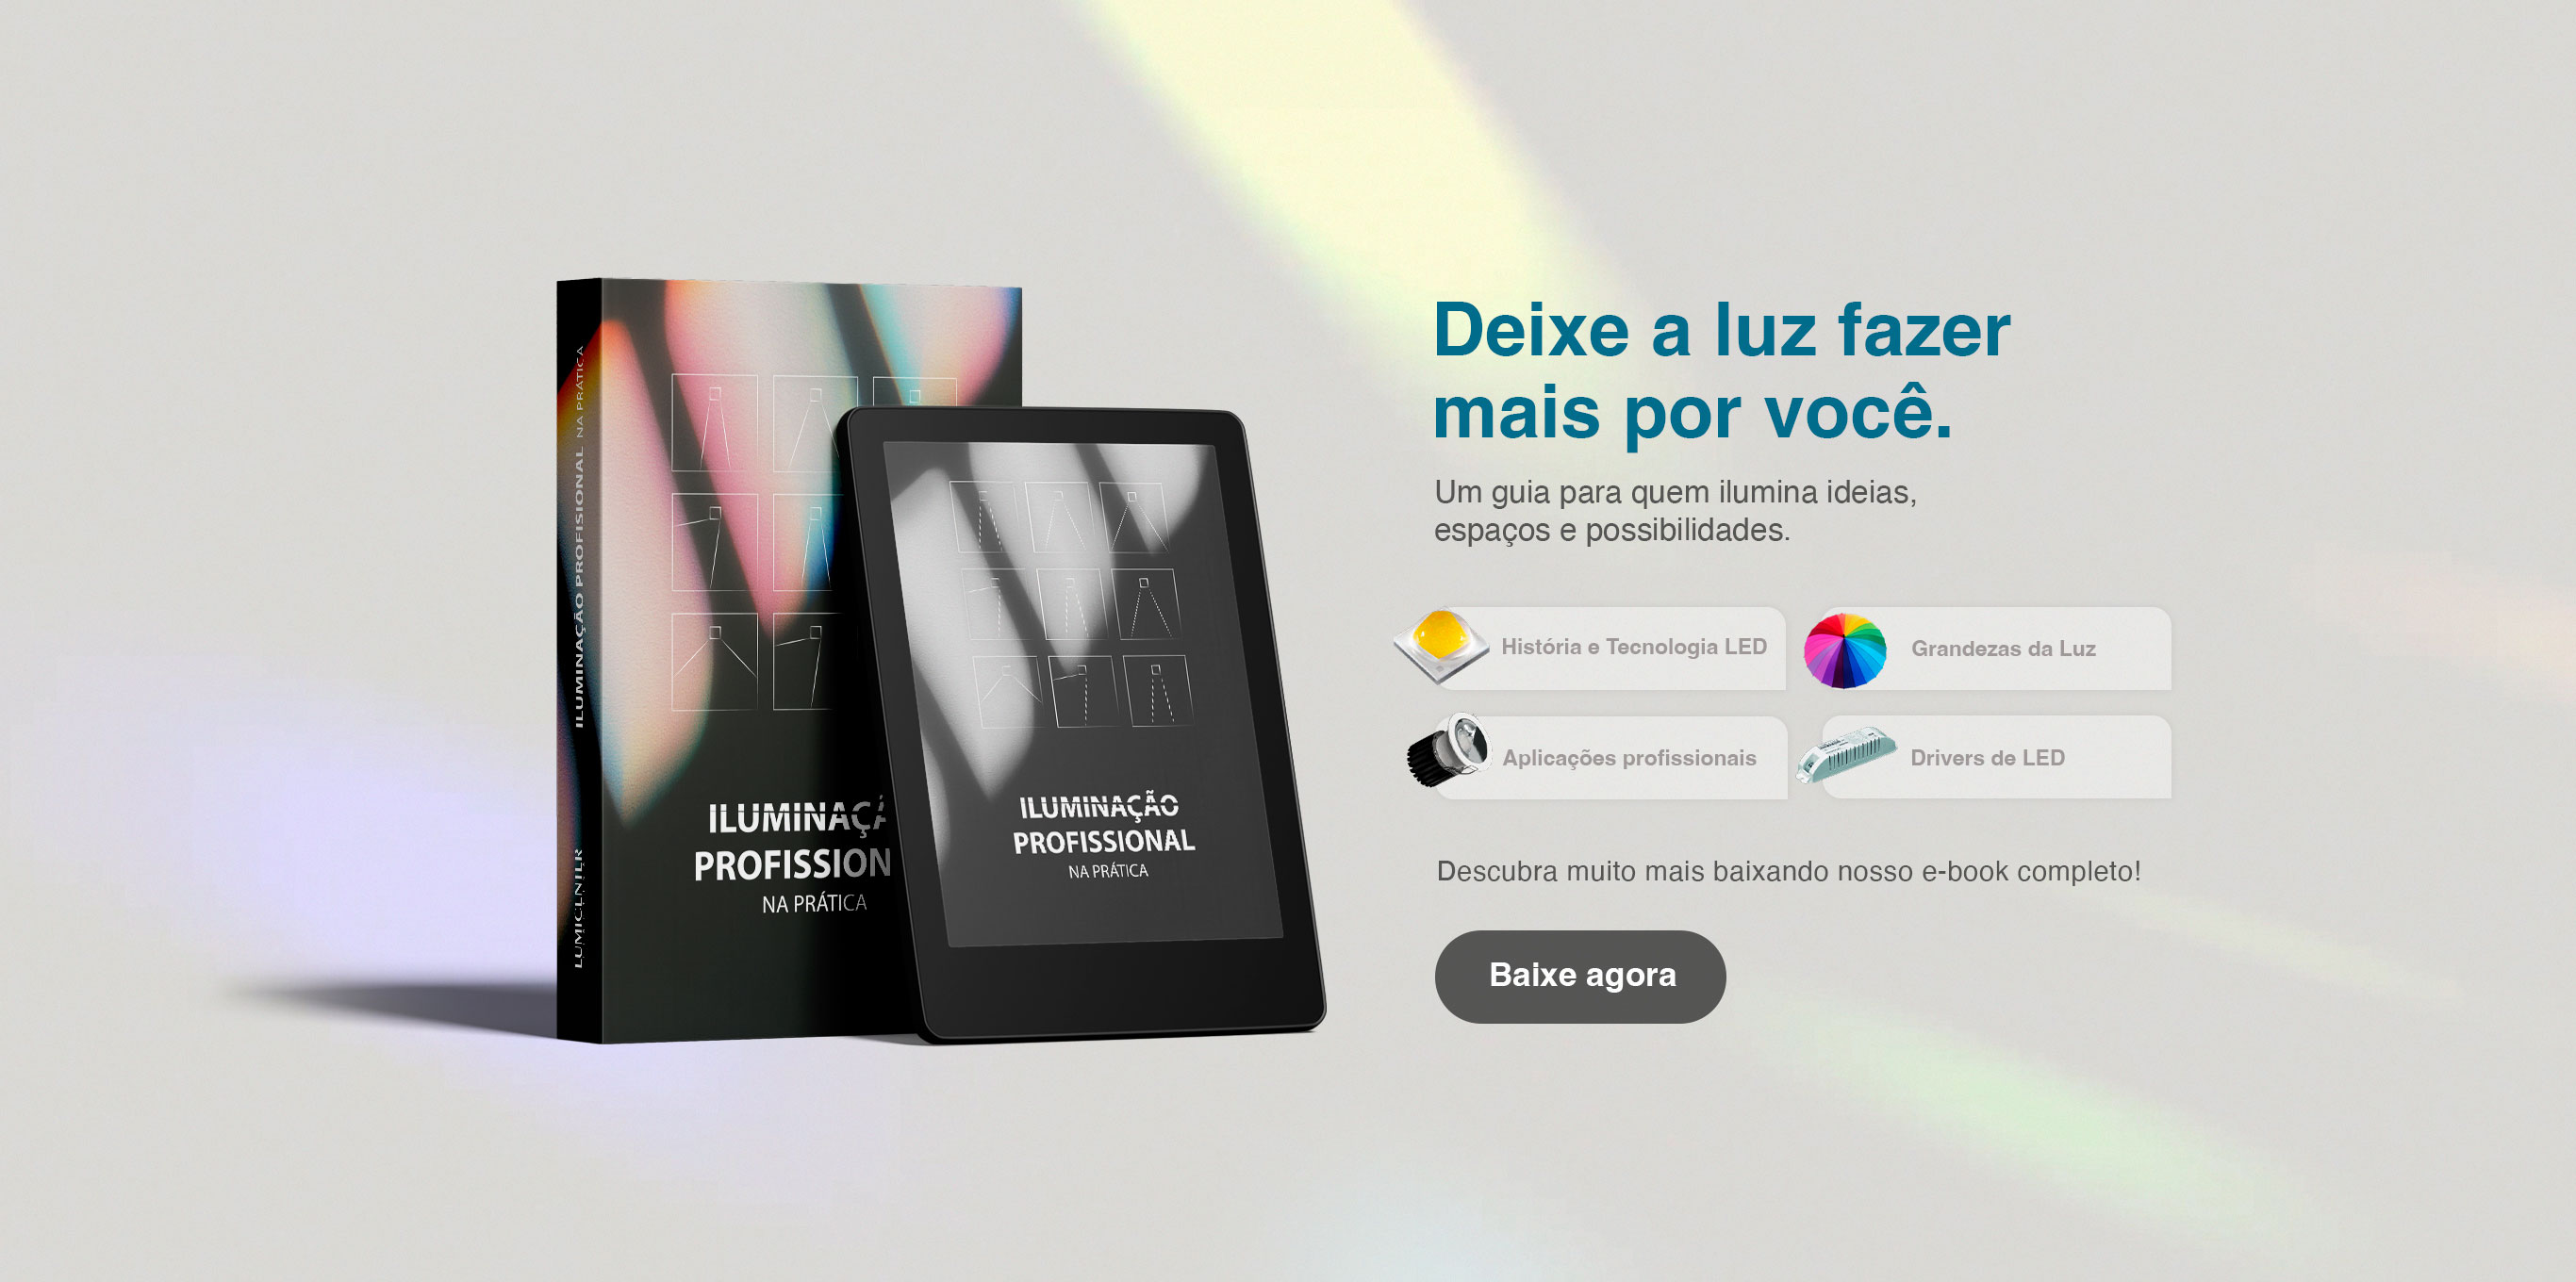 ILUMINAÇÃO PROFISIONAL NA PRÁTICA
LUMICENTER
ILUMINAÇÃ
PROFISSION
NA PRÁTICA
ILUMINAÇÃO
PROFISSIONAL
NA PRÁTICA
Deixe a luz fazer
mais por você.
Um guia para quem ilumina ideias,
espaços e possibilidades.
História e Tecnologia LED
Grandezas da Luz
Aplicações profissionais
Drivers de LED
Descubra muito mais baixando nosso e-book completo!
Baixe agora